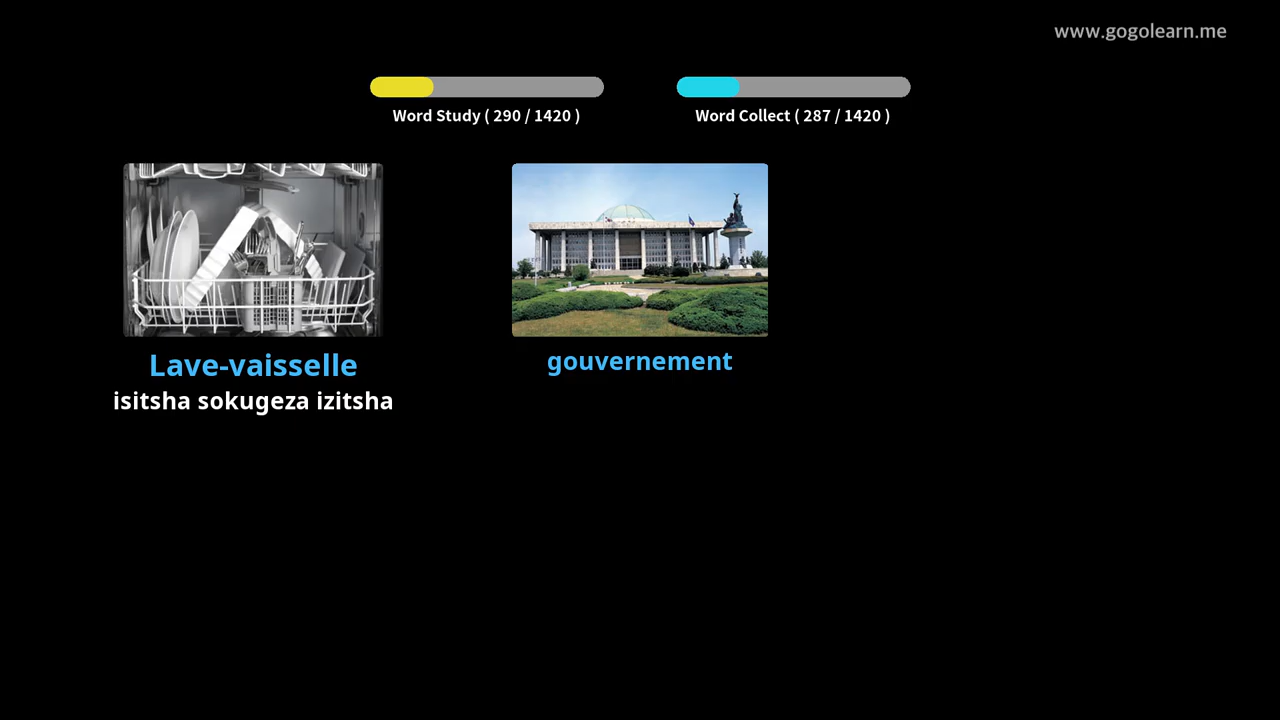 www.gogolearn.me
Word Study ( 290 / 1420 )
Word Collect ( 287 / 1420 )
Lave-vaisselle
isitsha sokugeza izitsha
gouvernement